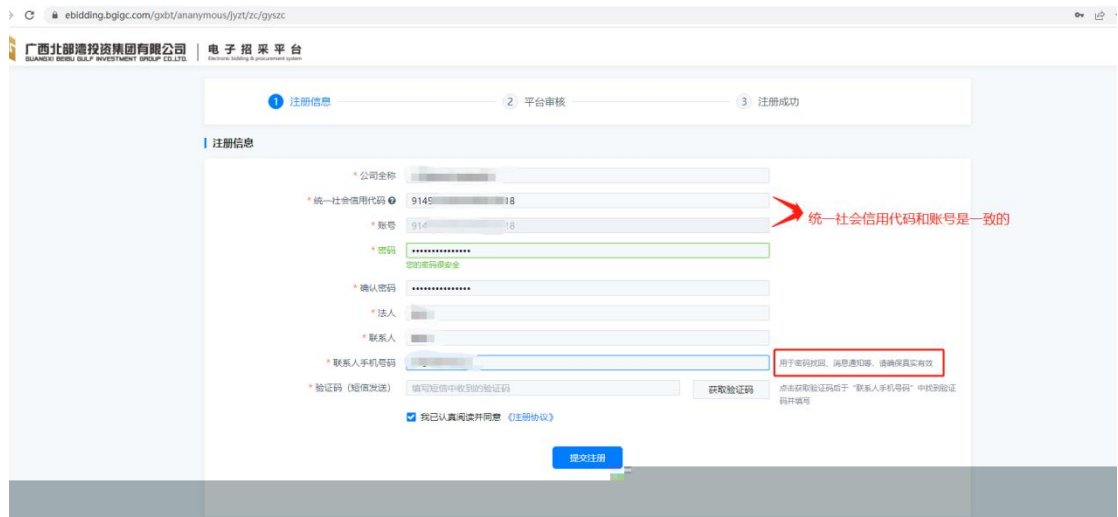 ebidding.bgigc.com/gxbt/ananymous/jyzt/zc/gyszc
广西北部湾投资集团有限公司
GUANGXI BEIBU GULF INVESTMENT GROUP CO.,LTD.
电子招采平台
Electronic bidding & procurement system
1 注册信息
2 平台审核
3 注册成功
注册信息
* 公司全称
* 统一社会信用代码
9145
18
* 账号
914
8
统一社会信用代码和账号是一致的
* 密码
•••••••••••••••
您的密码很安全
* 确认密码
•••••••••••••••
* 法人
* 联系人
* 联系人手机号码
用于密码找回、消息通知等，请确保真实有效
* 验证码（短信发送）
填写短信中收到的验证码
获取验证码
点击获取验证码后于“联系人手机号码”中找到验证
码并填写
我已认真阅读并同意 《注册协议》
提交注册